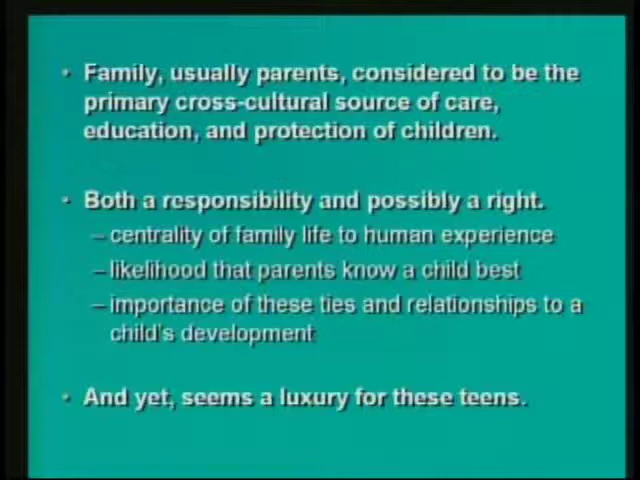 • Family, usually parents, considered to be the
primary cross-cultural source of care,
education, and protection of children.
• Both a responsibility and possibly a right.
– centrality of family life to human experience
– likelihood that parents know a child best
– importance of these ties and relationships to a
child's development
• And yet, seems a luxury for these teens.